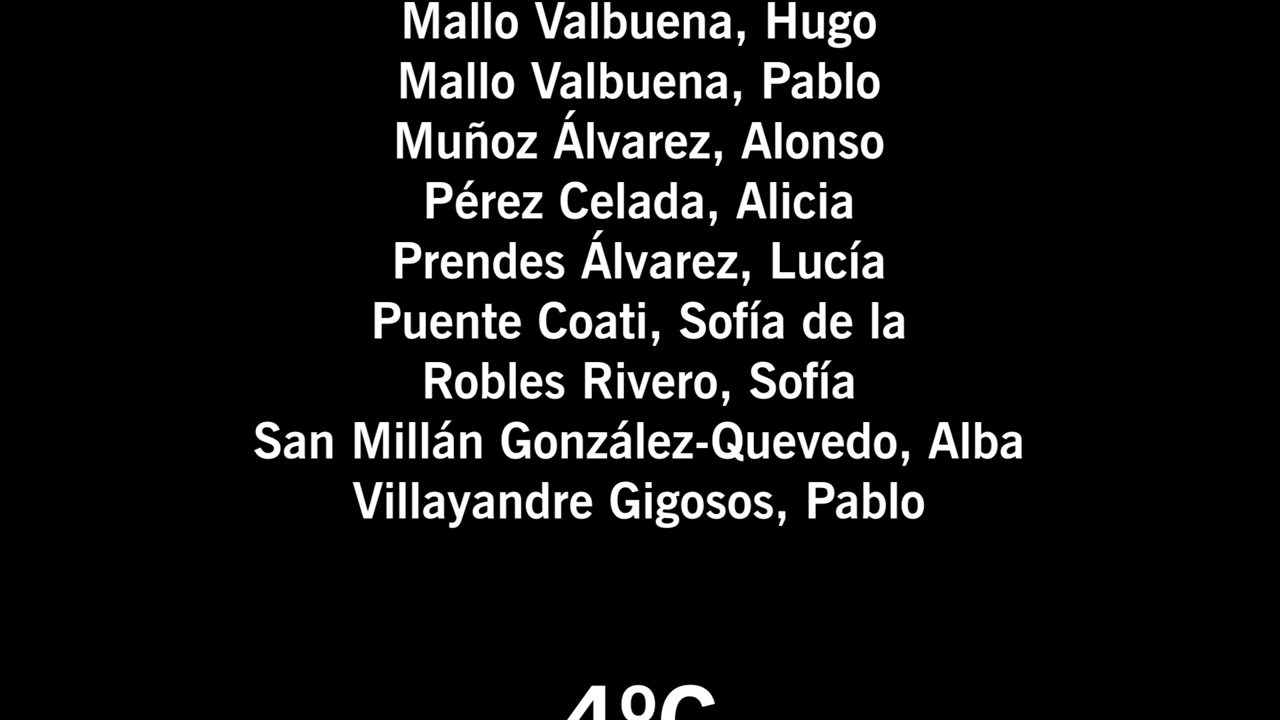 Mallo Valbuena, Hugo
Mallo Valbuena, Pablo
Muñoz Álvarez, Alonso
Pérez Celada, Alicia
Prendes Álvarez, Lucía
Puente Coati, Sofía de la
Robles Rivero, Sofía
San Millán González-Quevedo, Alba
Villayandre Gigosos, Pablo
4ºC